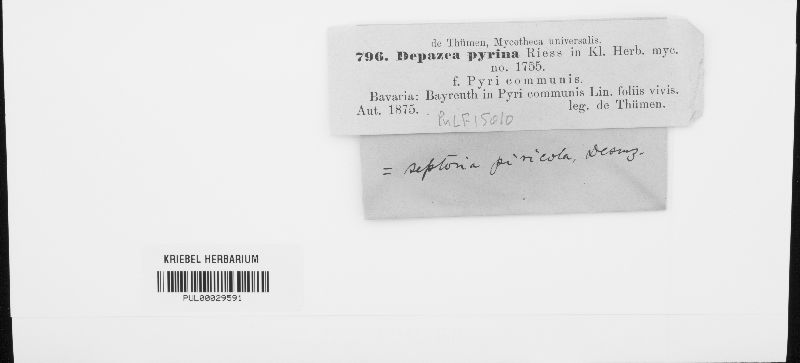 de Thümen, Mycotheca universalis.
796. Depazea pyrina Riess in Kl. Herb. myc.
no. 1755.
f. Pyri communis.
Bavaria: Bayreuth in Pyri communis Lin. foliis vivis.
Aut. 1875. leg. de Thümen.
PULF15010
= septoria piricola, Desmz.
KRIEBEL HERBARIUM
PUL00029591